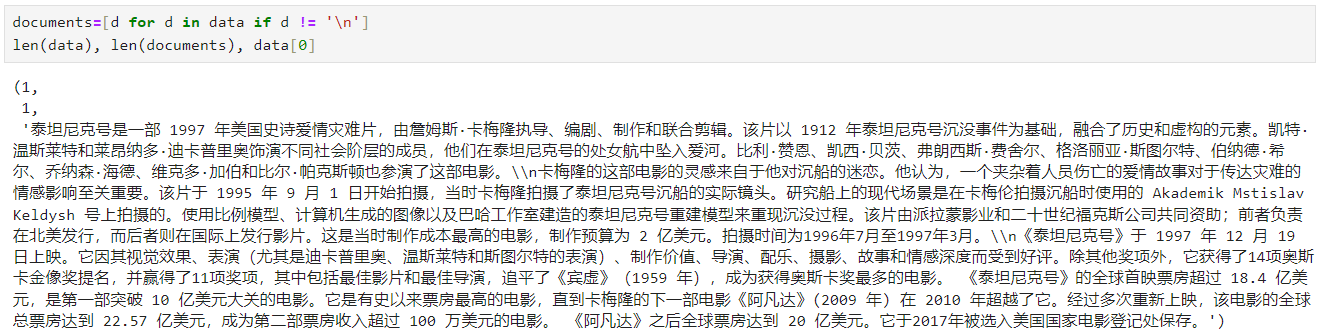 documents=[d for d in data if d != '\n']
len(data), len(documents), data[0]
(1,
1,
'泰坦尼克号是一部 1997 年美国史诗爱情灾难片，由詹姆斯·卡梅隆执导、编剧、制作和联合剪辑。该片以 1912 年泰坦尼克号沉没事件为基础，融合了历史和虚构的元素。凯特·
温斯莱特和莱昂纳多·迪卡普里奥饰演不同社会阶层的成员，他们在泰坦尼克号的处女航中坠入爱河。比利·赞恩、凯西·贝茨、弗朗西斯·费舍尔、格洛丽亚·斯图尔特、伯纳德·希
尔、乔纳森·海德、维克多·加伯和比尔·帕克斯顿也参演了这部电影。\\n卡梅隆的这部电影的灵感来自于他对沉船的迷恋。他认为，一个夹杂着人员伤亡的爱情故事对于传达灾难的
情感影响至关重要。该片于 1995 年 9 月 1 日开始拍摄，当时卡梅隆拍摄了泰坦尼克号沉船的实际镜头。研究船上的现代场景是在卡梅伦拍摄沉船时使用的 Akademik Mstislav
Keldysh 号上拍摄的。使用比例模型、计算机生成的图像以及巴哈工作室建造的泰坦尼克号重建模型来重现沉没过程。该片由派拉蒙影业和二十世纪福克斯公司共同资助；前者负责
在北美发行，而后者则在国际上发行影片。这是当时制作成本最高的电影，制作预算为 2 亿美元。拍摄时间为1996年7月至1997年3月。\\n《泰坦尼克号》于 1997 年 12 月 19
日上映。它因其视觉效果、表演（尤其是迪卡普里奥、温斯莱特和斯图尔特的表演）、制作价值、导演、配乐、摄影、故事和情感深度而受到好评。除其他奖项外，它获得了14项奥斯
卡金像奖提名，并赢得了11项奖项，其中包括最佳影片和最佳导演，追平了《宾虚》（1959 年），成为获得奥斯卡奖最多的电影。 《泰坦尼克号》的全球首映票房超过 18.4 亿美
元，是第一部突破 10 亿美元大关的电影。它是有史以来票房最高的电影，直到卡梅隆的下一部电影《阿凡达》(2009 年) 在 2010 年超越了它。经过多次重新上映，该电影的全球
总票房达到 22.57 亿美元，成为第二部票房收入超过 100 万美元的电影。 《阿凡达》之后全球票房达到 20 亿美元。它于2017年被选入美国国家电影登记处保存。')